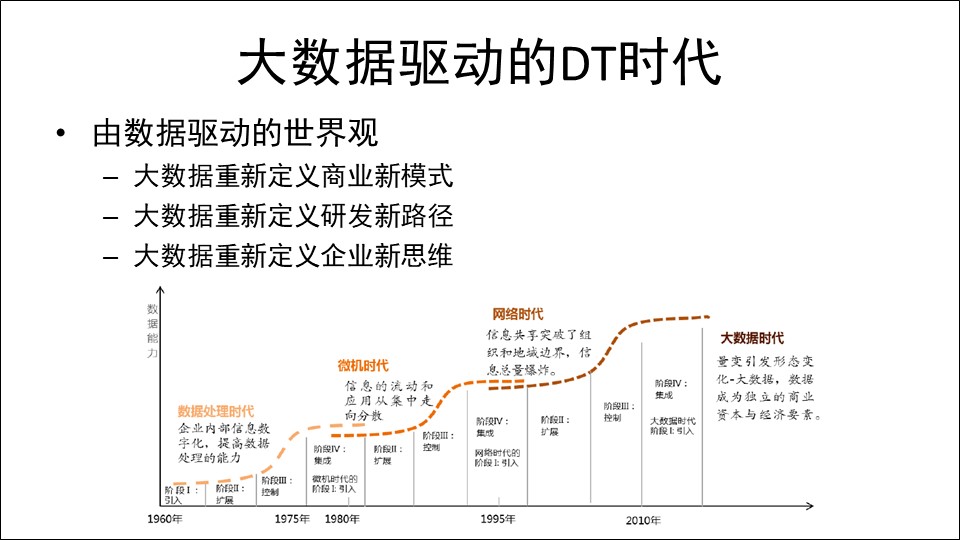 大数据驱动的DT时代
• 由数据驱动的世界观
– 大数据重新定义商业新模式
– 大数据重新定义研发新路径
– 大数据重新定义企业新思维
数
据
能
力
数据处理时代
企业内部信息数
字化，提高数据
处理的能力
微机时代
信息的流动和
应用从集中走
向分散
网络时代
信息共享突破了组
织和地域边界，信
息总量爆炸。
大数据时代
量变引发形态变
化-大数据，数据
成为独立的商业
资本与经济要素。
阶段Ⅰ：
引入
阶段Ⅱ：
扩展
阶段Ⅲ：
控制
阶段Ⅳ：
集成
微机时代的
阶段Ⅰ: 引入
阶段Ⅱ：
扩展
阶段Ⅲ：
控制
阶段Ⅳ：
集成
网络时代的
阶段Ⅰ: 引入
阶段Ⅱ：
扩展
阶段Ⅲ：
控制
阶段Ⅳ：
集成
大数据时代
阶段Ⅰ: 引入
1960年
1975年
1980年
1995年
2010年